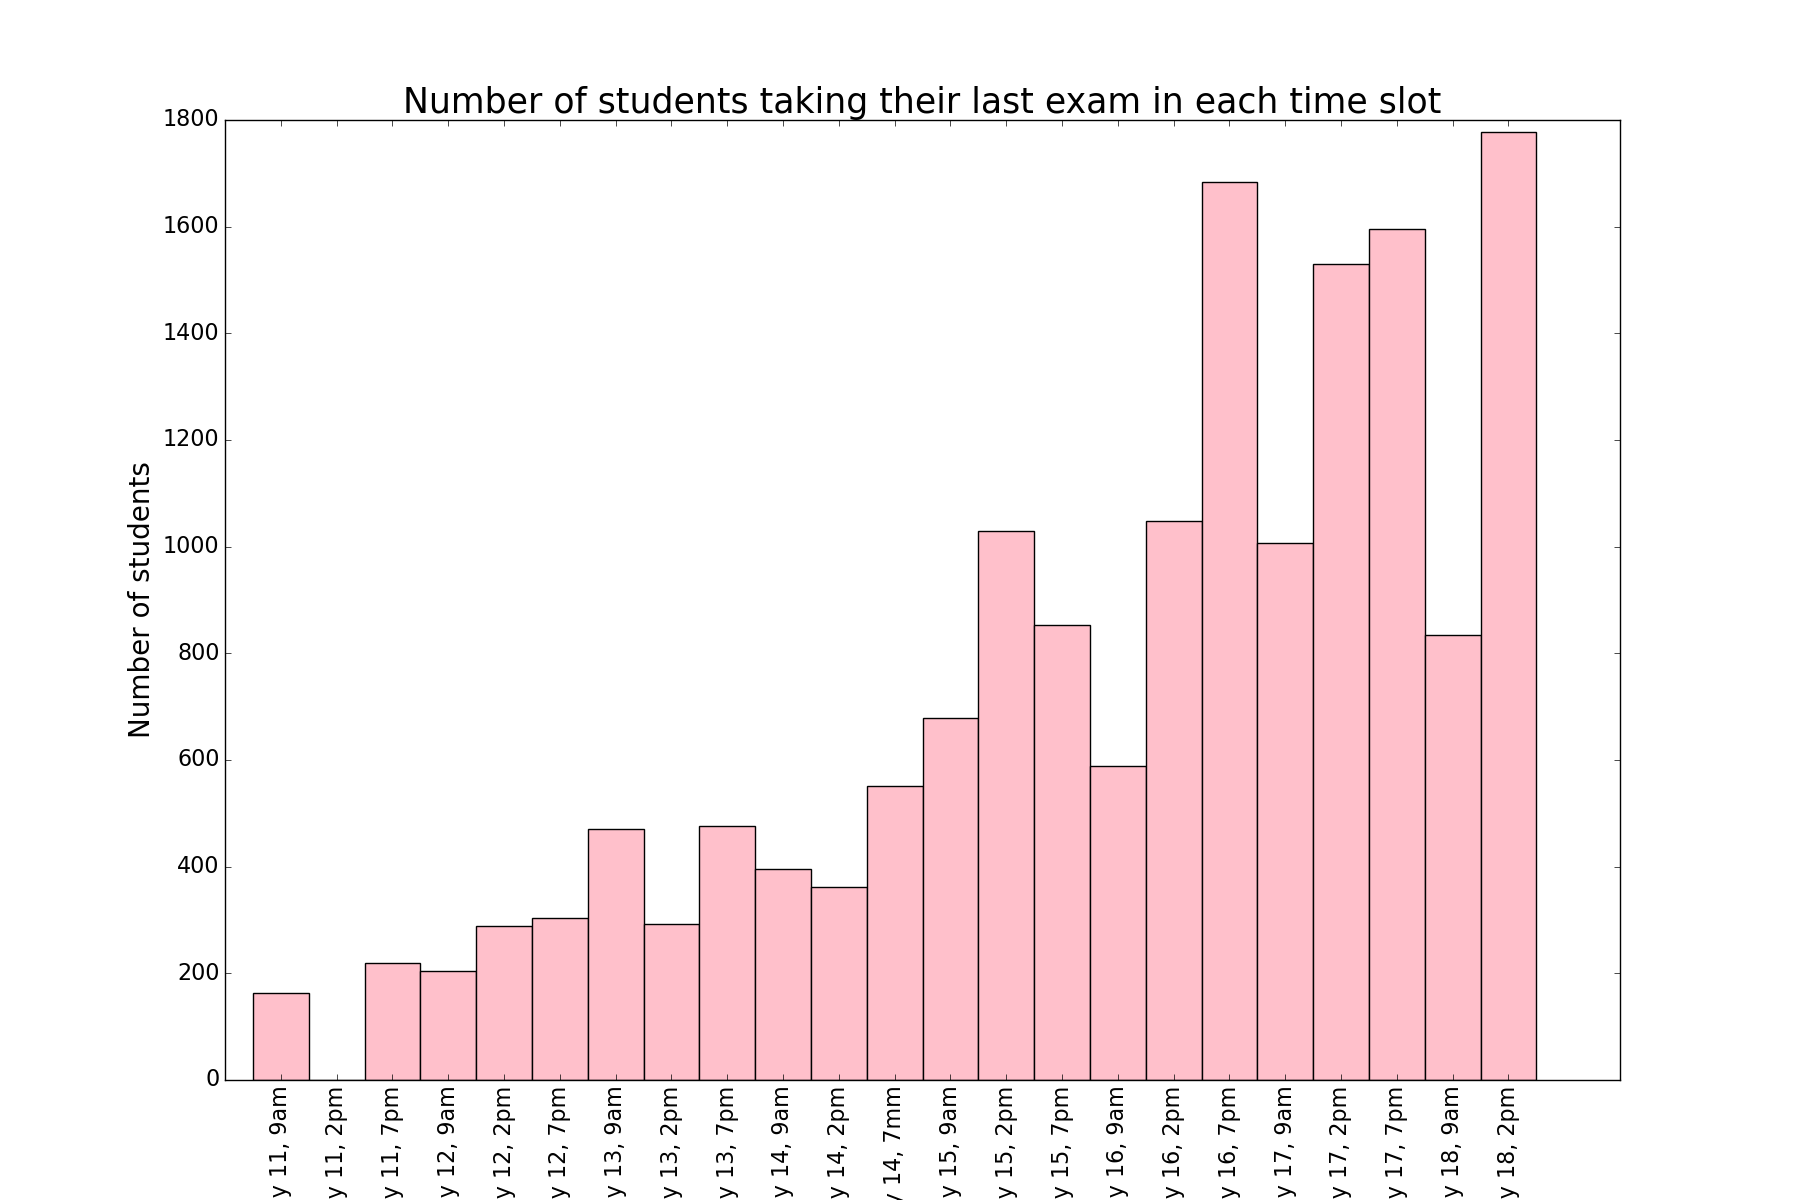 Number of students taking their last exam in each time slot
Number of students
1800
1600
1400
1200
1000
800
600
400
200
0
y 11, 9am
y 11, 2pm
y 11, 7pm
y 12, 9am
y 12, 2pm
y 12, 7pm
y 13, 9am
y 13, 2pm
y 13, 7pm
y 14, 9am
y 14, 2pm
y 14, 7mm
y 15, 9am
y 15, 2pm
y 15, 7pm
y 16, 9am
y 16, 2pm
y 16, 7pm
y 17, 9am
y 17, 2pm
y 17, 7pm
y 18, 9am
y 18, 2pm